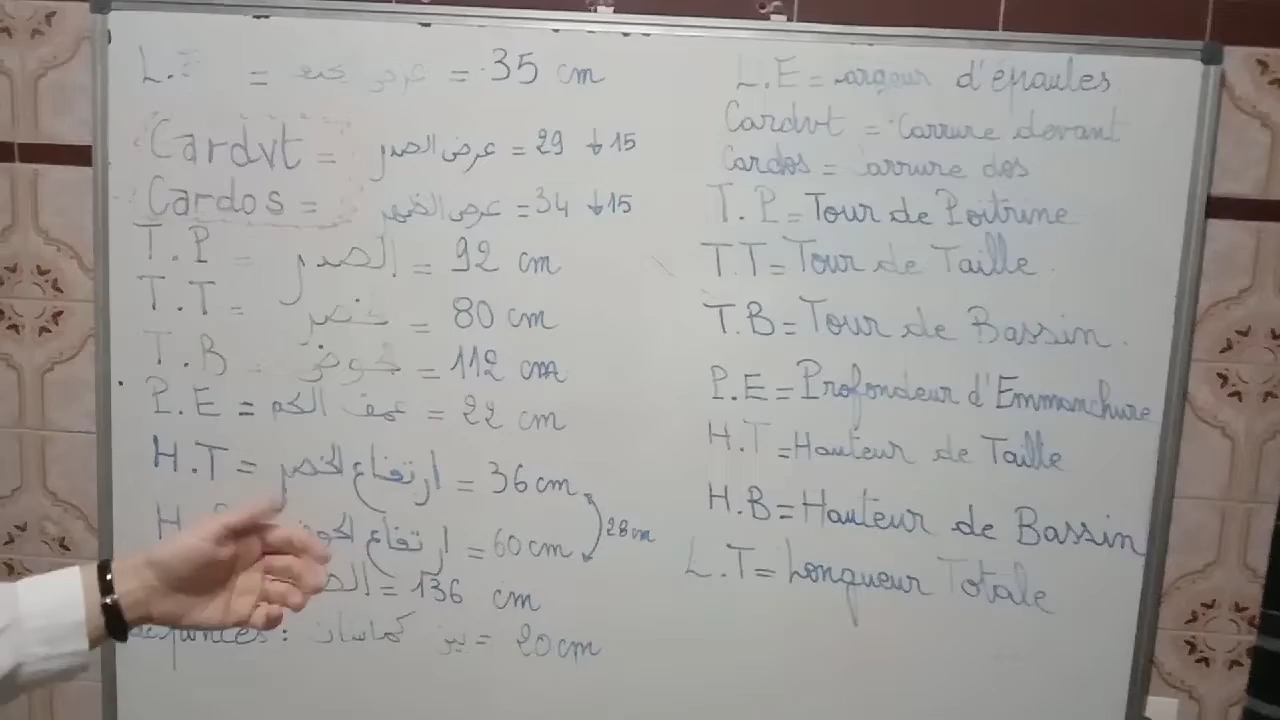 L.E = عرض كتف = 35 cm
Cardvt = عرض الصدر = 29 ↓15
Cardos = عرض الظهر = 34 ↓15
T.P = الصدر = 92 cm
T.T = خصر = 80 cm
T.B حوض = 112 cm
P.E = عمق الكم = 22 cm
H.T = ارتفاع الخصر = 36 cm
H ارتفاع الحوض = 60 cm
28 cm
= 136 cm
: بين = 20 cm
L.E = Largeur d'épaules
Cardvt = Carrure devant
Cardos = carrure dos
T.P = Tour de Poitrine
T.T = Tour de Taille
T.B = Tour de Bassin.
P.E = Profondeur d'Emmanchure
H.T = Hauteur de Taille
H.B = Hauteur de Bassin
L.T = Longueur Totale